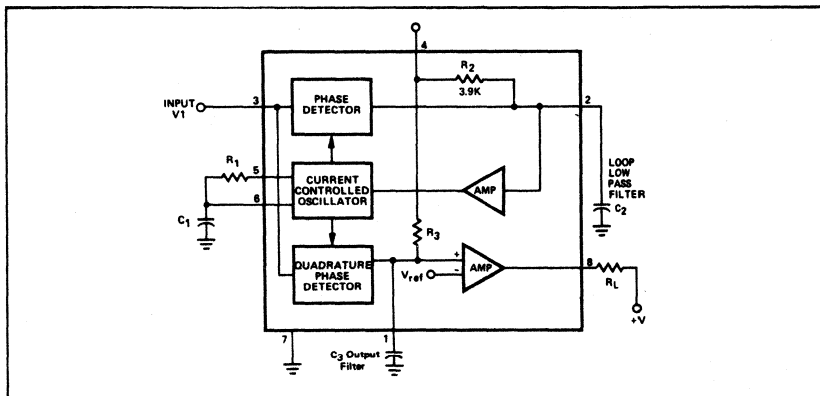 4
R2
3.9K
INPUT
V1
3
PHASE
DETECTOR
2
R1
5
CURRENT
CONTROLLED
OSCILLATOR
AMP
LOOP
LOW
PASS
FILTER
6
C2
C1
R3
QUADRATURE
PHASE
DETECTOR
+
AMP
Vref
-
8
RL
+V
7
1
C3 Output
Filter